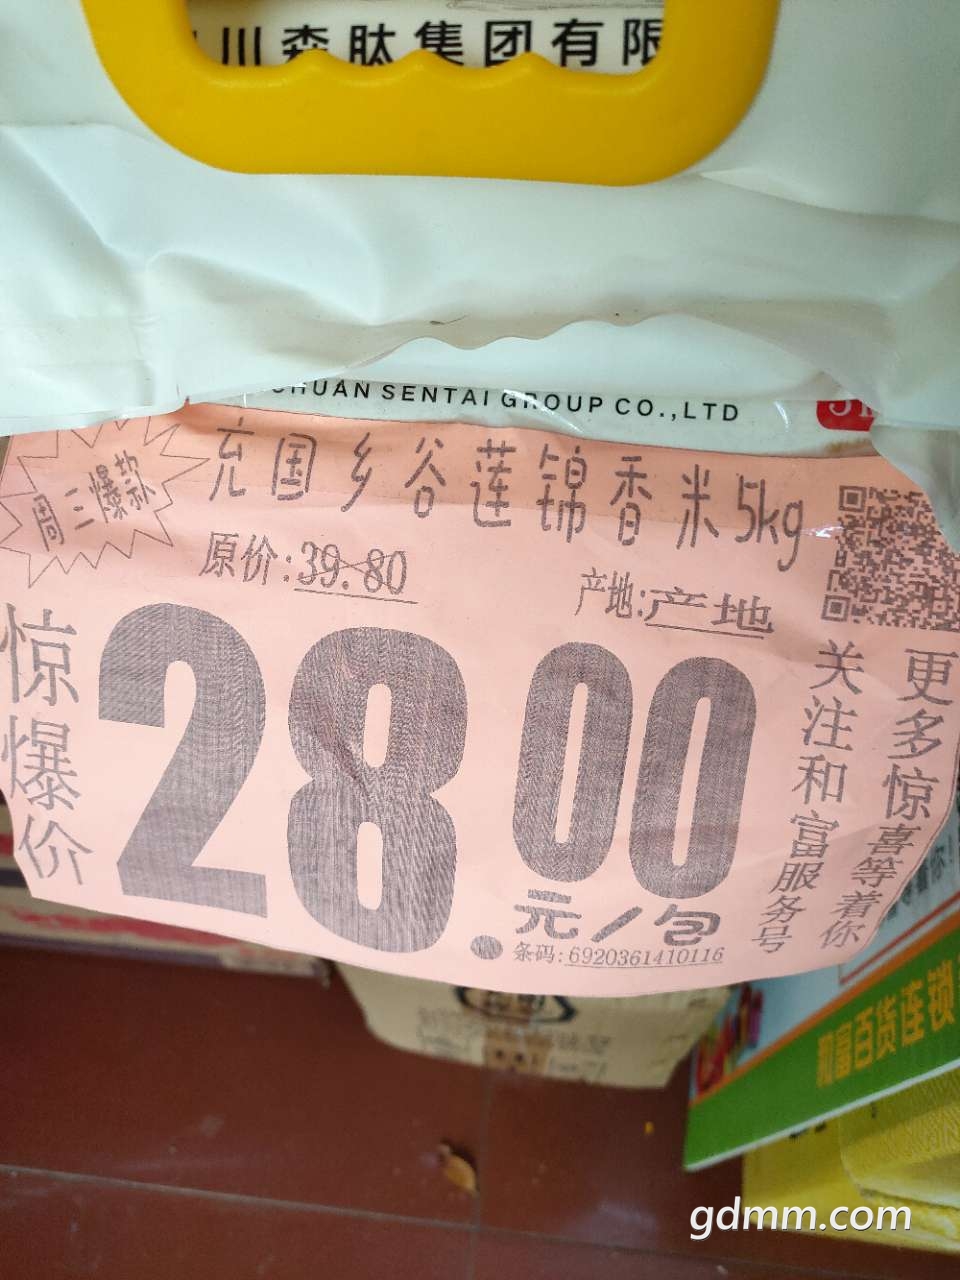 川森肽集团有限
CHUAN SENTAI GROUP CO.,LTD
周三爆款
充国乡谷莲锦香米5kg
原价:39.80
产地:产地
惊爆价
28.00
元/包
条码:6920361410116
关注和富服务号
更多惊喜等着你
和富百货连锁
gdmm.com